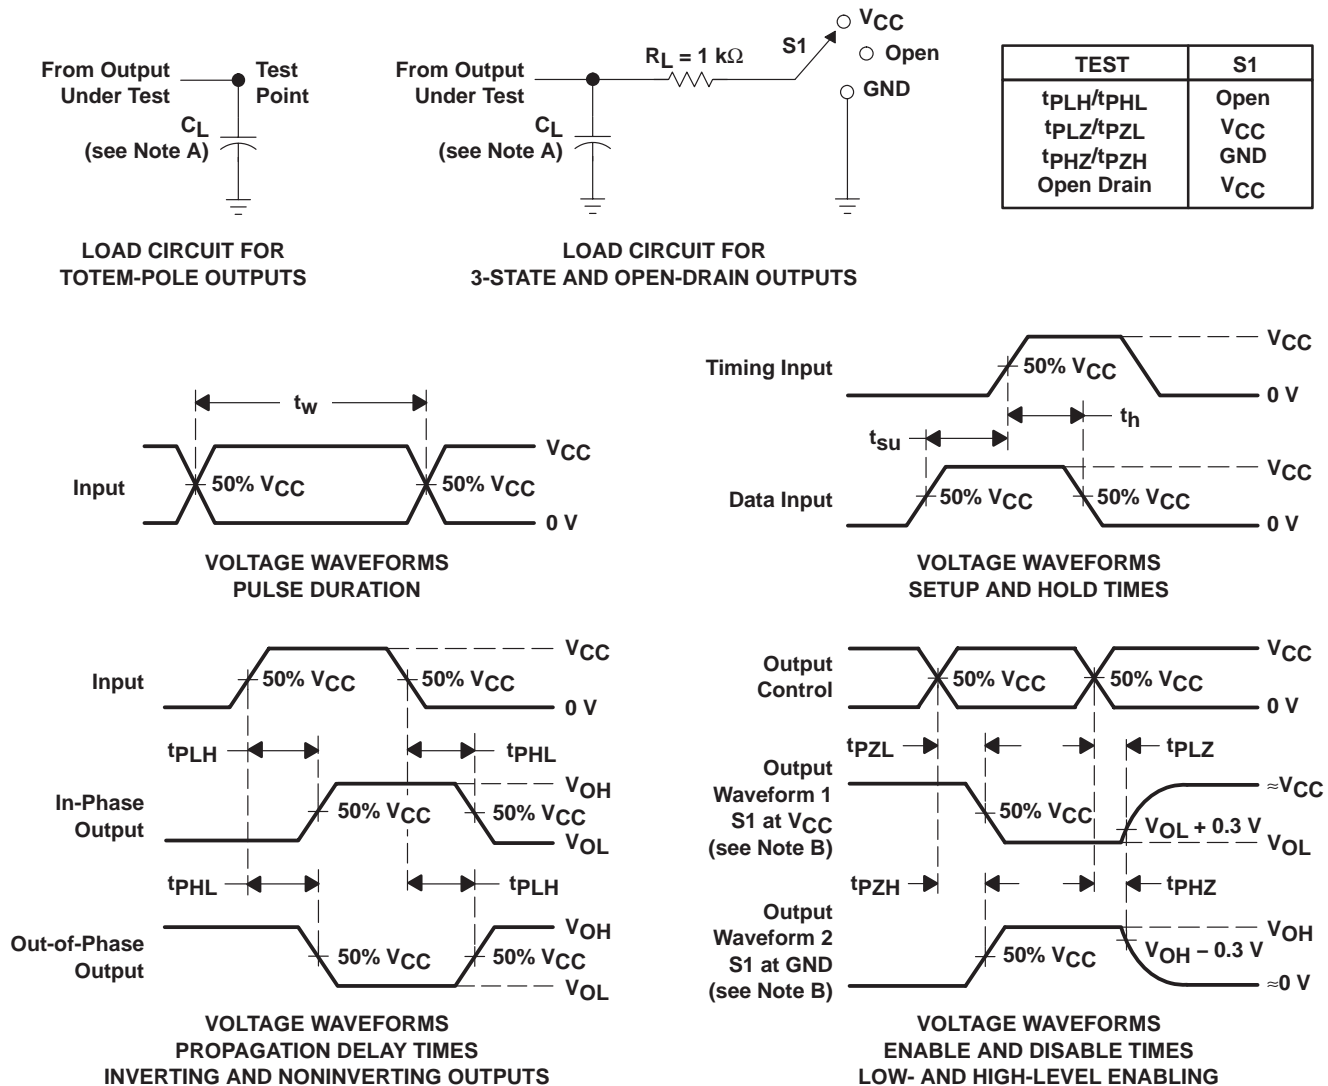 From Output
Under Test
Test
Point
CL
(see Note A)
LOAD CIRCUIT FOR
TOTEM-POLE OUTPUTS
From Output
Under Test
RL = 1 kΩ
S1
VCC
Open
GND
CL
(see Note A)
LOAD CIRCUIT FOR
3-STATE AND OPEN-DRAIN OUTPUTS
TEST S1
tPLH/tPHL Open
tPLZ/tPZL VCC
tPHZ/tPZH GND
Open Drain VCC
tw
Input
50% VCC
50% VCC
VCC
0 V
VOLTAGE WAVEFORMS
PULSE DURATION
Timing Input
50% VCC
VCC
0 V
tsu
th
Data Input
50% VCC
50% VCC
VCC
0 V
VOLTAGE WAVEFORMS
SETUP AND HOLD TIMES
Input
50% VCC
50% VCC
VCC
0 V
tPLH
tPHL
In-Phase
Output
50% VCC
50% VCC
VOH
VOL
tPHL
tPLH
Out-of-Phase
Output
50% VCC
50% VCC
VOH
VOL
VOLTAGE WAVEFORMS
PROPAGATION DELAY TIMES
INVERTING AND NONINVERTING OUTPUTS
Output
Control
50% VCC
50% VCC
VCC
0 V
tPZL
tPLZ
Output
Waveform 1
S1 at VCC
(see Note B)
50% VCC
≈VCC
VOL + 0.3 V
VOL
tPZH
tPHZ
Output
Waveform 2
S1 at GND
(see Note B)
50% VCC
VOH
VOH – 0.3 V
≈0 V
VOLTAGE WAVEFORMS
ENABLE AND DISABLE TIMES
LOW- AND HIGH-LEVEL ENABLING